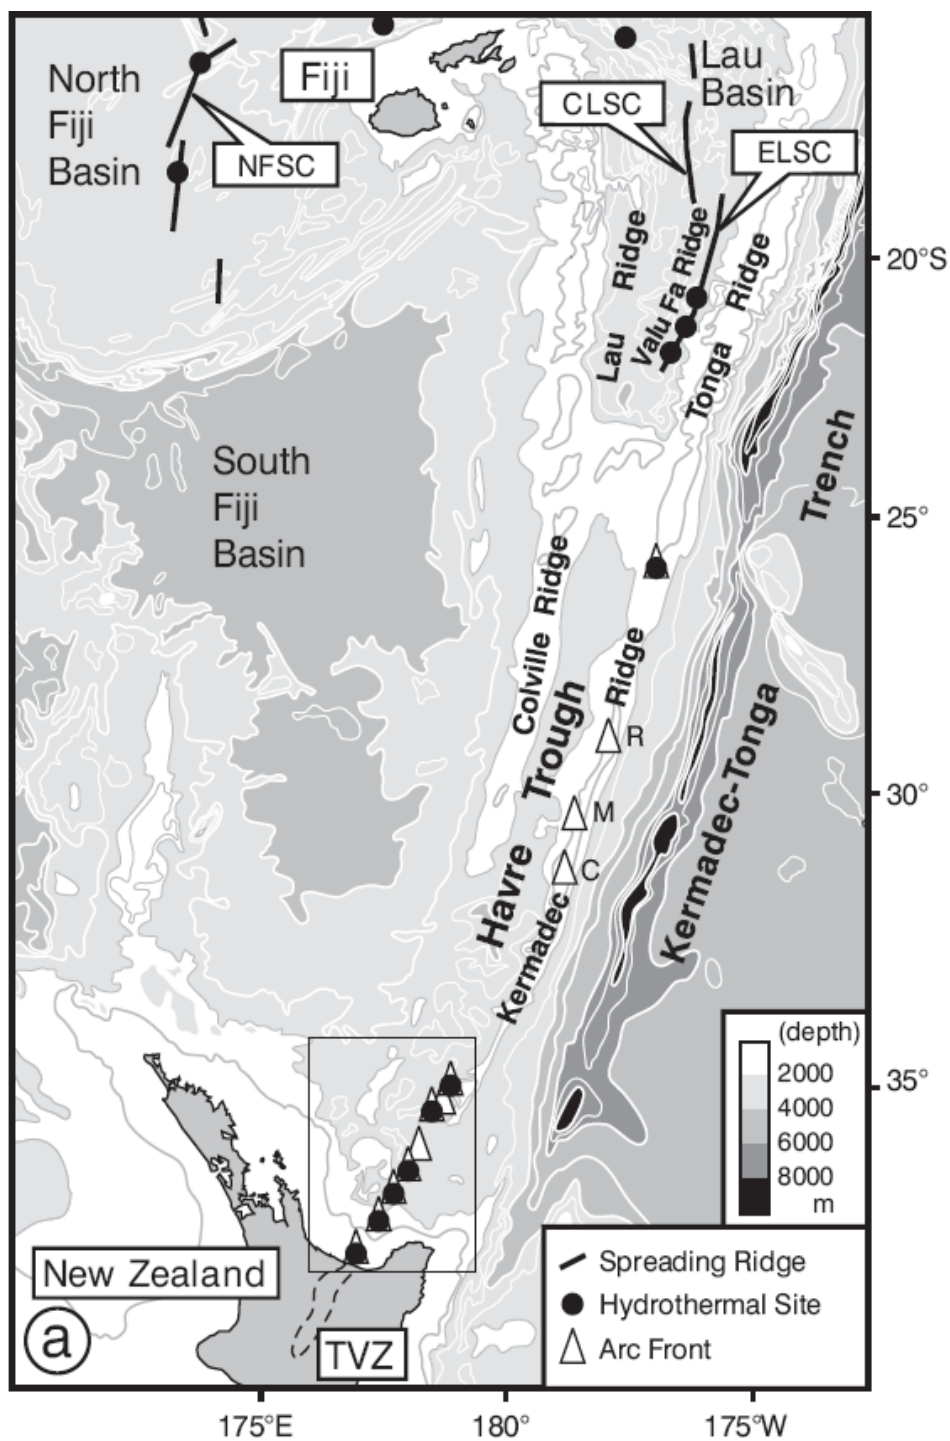 North
Fiji
Basin
Fiji
NFSC
CLSC
Lau
Basin
ELSC
Lau Ridge
Valu Fa Ridge
Tonga Ridge
20°S
South
Fiji
Basin
Trench
25°
Colville Ridge
Havre Trough
Kermadec Ridge
R
M
C
30°
Kermadec-Tonga
35°
(depth)
2000
4000
6000
8000
m
New Zealand
a
TVZ
Spreading Ridge
Hydrothermal Site
Arc Front
175°E
180°
175°W